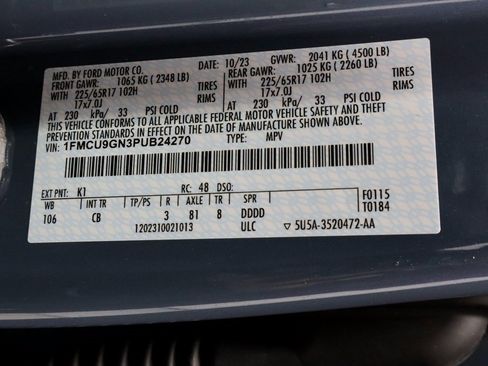 MFD. BY FORD MOTOR CO. 10/23 GVWR: 2041 KG ( 4500 LB)
FRONT GAWR: REAR GAWR:
1065 KG ( 2348 LB) 1025 KG ( 2260 LB)
WITH TIRES WITH TIRES
225/65R17 102H RIMS 225/65R17 102H RIMS
17x7.0J 17x7.0J
AT 230 kPa/ 33 PSI COLD AT 230 kPa/ 33 PSI COLD
THIS VEHICLE CONFORMS TO ALL APPLICABLE FEDERAL MOTOR VEHICLE SAFETY, BUMPER, AND THEFT
PREVENTION STANDARDS IN EFFECT ON THE DATE OF MANUFACTURE SHOWN ABOVE.
VIN: 1FMCU9GN3PUB24270 TYPE: MPV
EXT PNT: K1 RC: 48 DSO:
WB INT TR TP/PS R AXLE TR SPR
106 CB 3 81 8 DDDD F0115
T0184
1202310021013 ULC 5U5A-3520472-AA